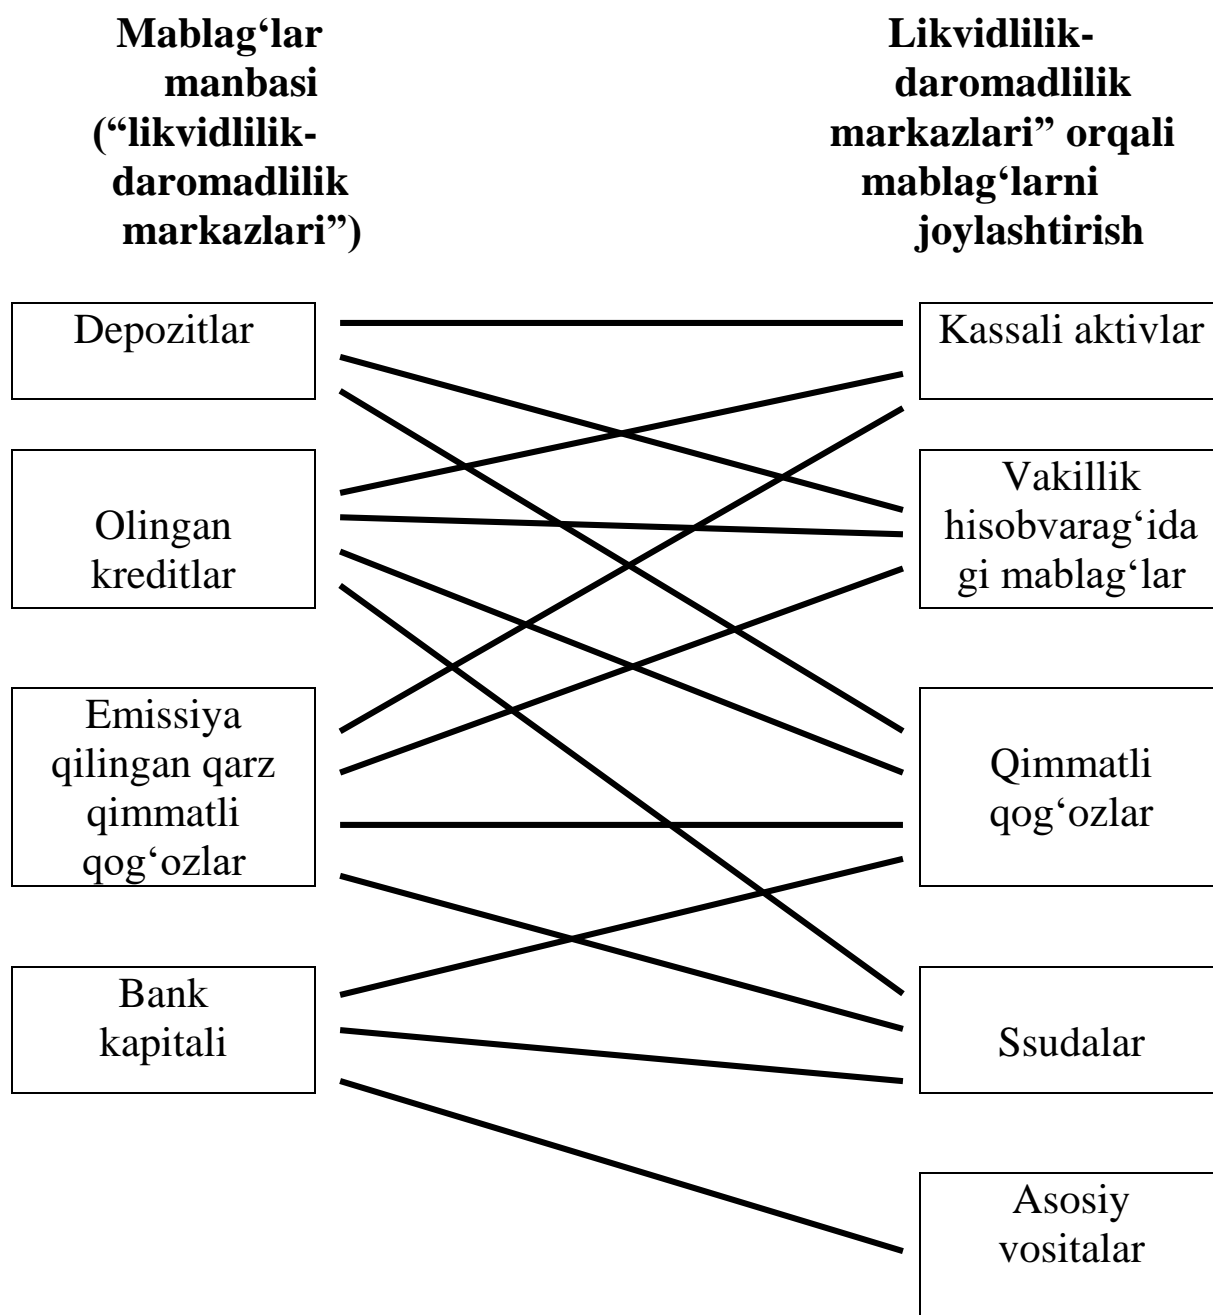 Mablag‘lar
manbasi
(“likvidlilik-
daromadlilik
markazlari”)
Likvidlilik-
daromadlilik
markazlari” orqali
mablag‘larni
joylashtirish
Depozitlar
Kassali aktivlar
Olingan
kreditlar
Vakillik
hisobvarag‘ida
gi mablag‘lar
Emissiya
qilingan qarz
qimmatli
qog‘ozlar
Qimmatli
qog‘ozlar
Bank
kapitali
Ssudalar
Asosiy
vositalar